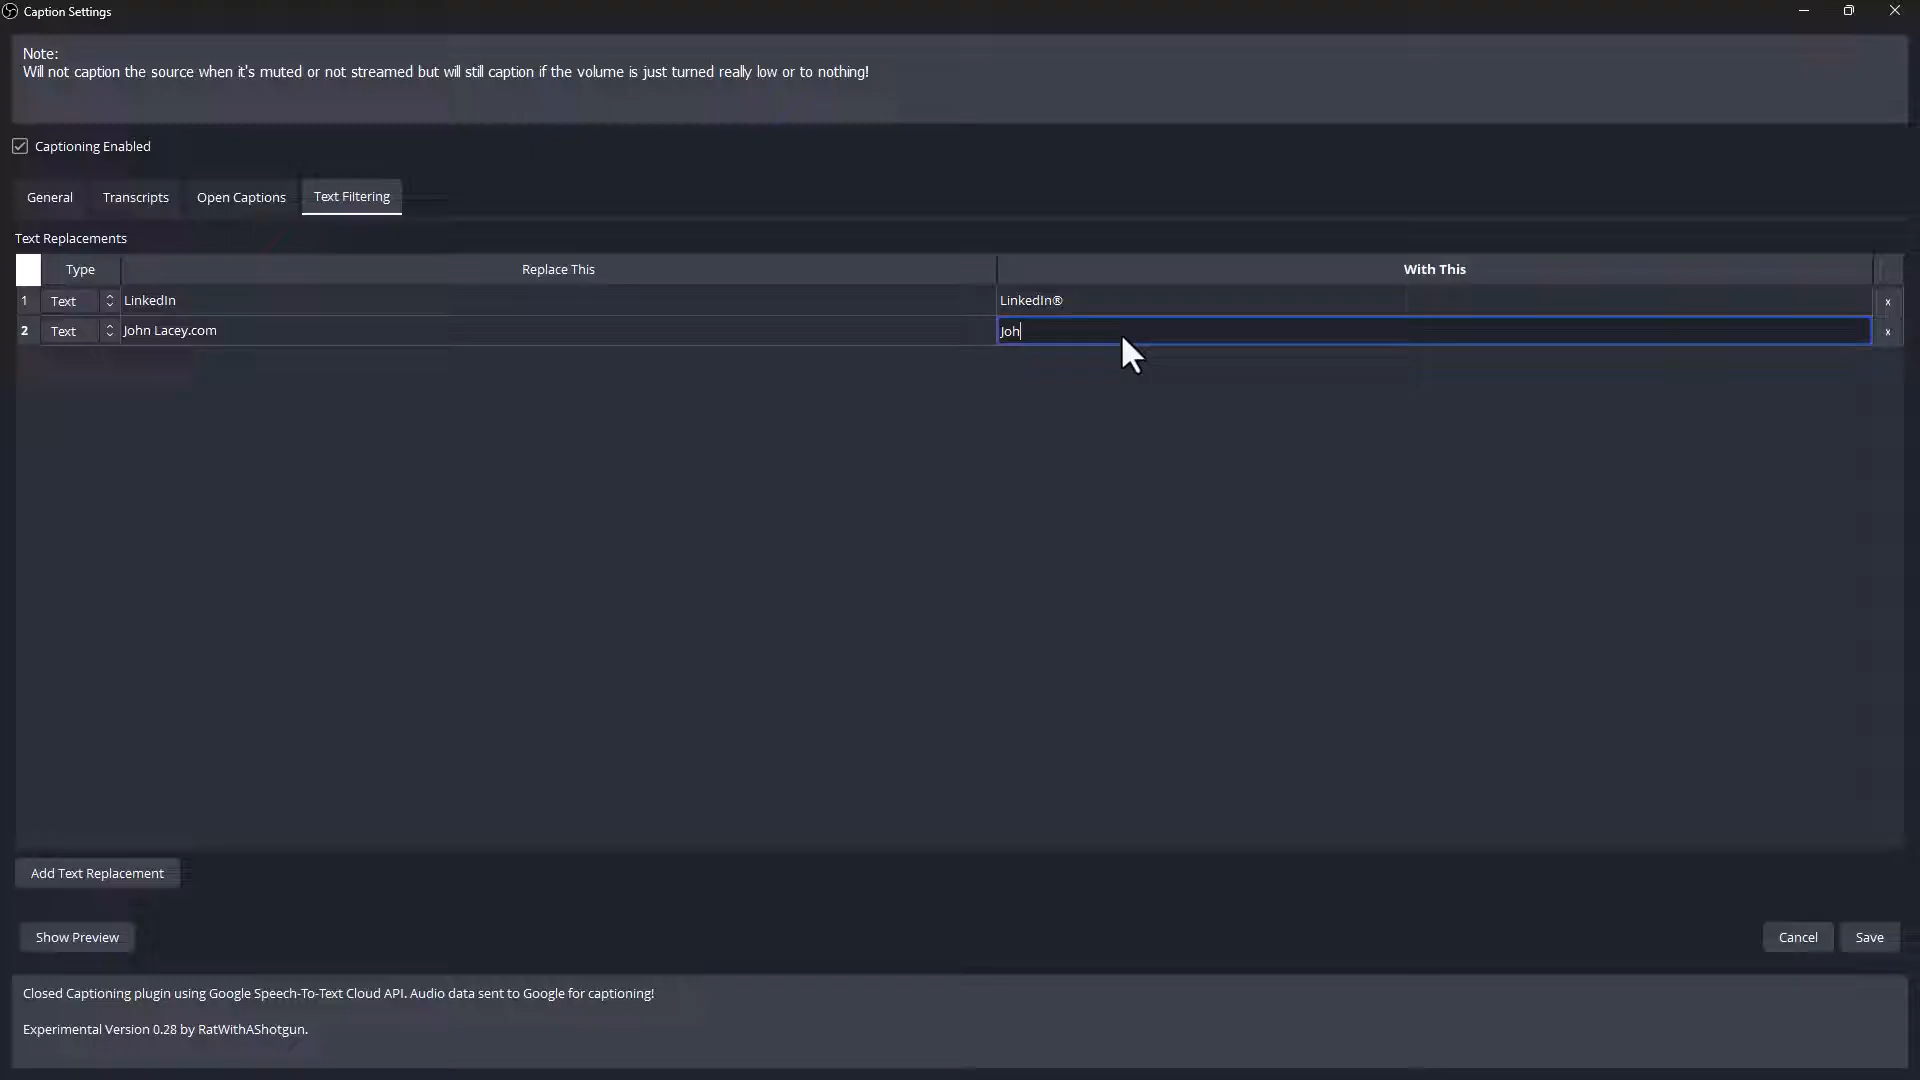 Caption Settings
Note:
Will not caption the source when it's muted or not streamed but will still caption if the volume is just turned really low or to nothing!
Captioning Enabled
General Transcripts Open Captions Text Filtering
Text Replacements
Type Replace This With This
1 Text LinkedIn LinkedIn® x
2 Text John Lacey.com Joh x
Add Text Replacement
Show Preview Cancel Save
Closed Captioning plugin using Google Speech-To-Text Cloud API. Audio data sent to Google for captioning!
Experimental Version 0.28 by RatWithAShotgun.